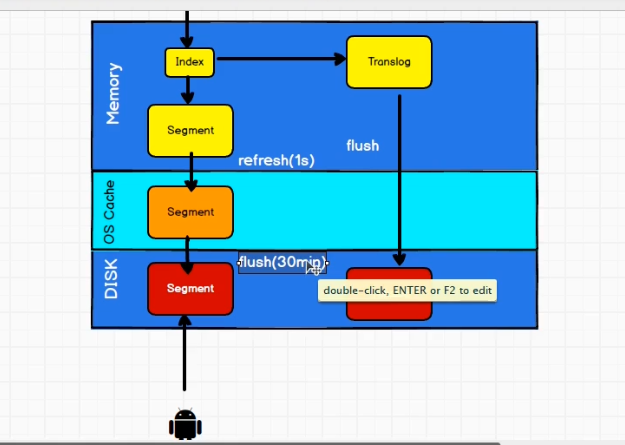 Memory
Index
Translog
Segment
flush
refresh(1s)
OS Cache
Segment
DISK
flush(30min)
Segment
double-click, ENTER or F2 to edit